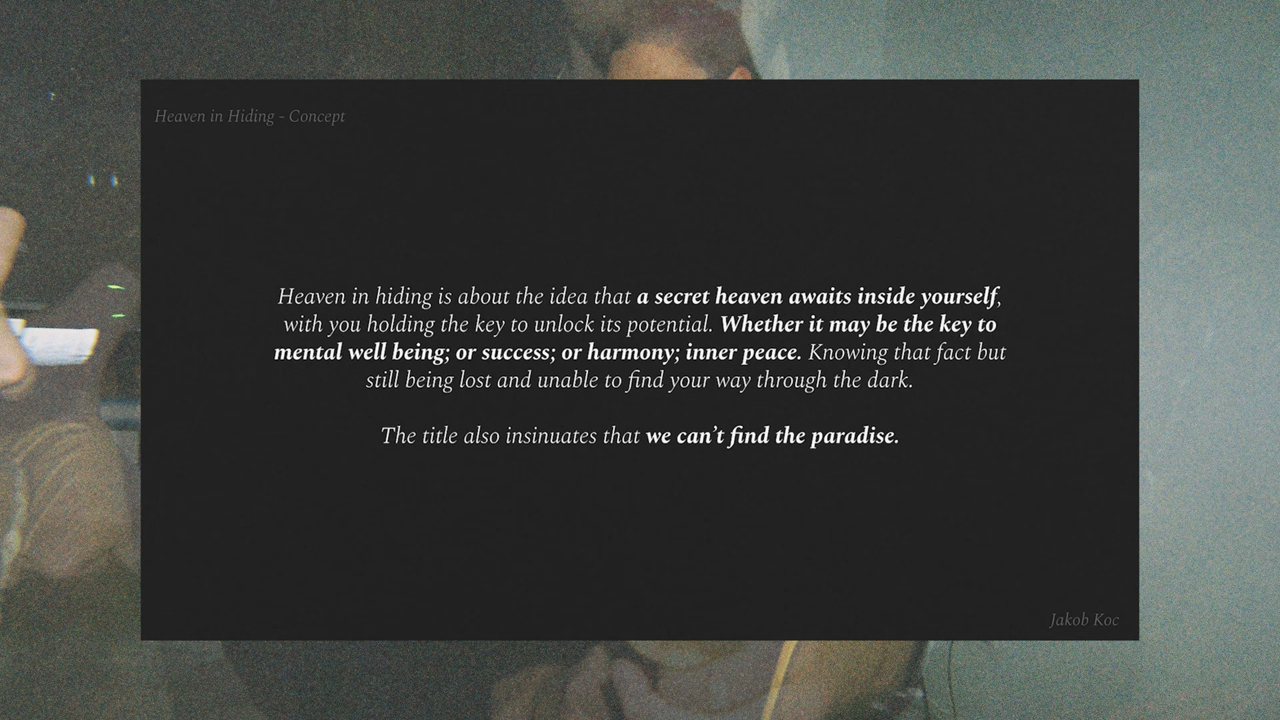 Heaven in Hiding - Concept
Heaven in hiding is about the idea that a secret heaven awaits inside yourself,
with you holding the key to unlock its potential. Whether it may be the key to
mental well being; or success; or harmony; inner peace. Knowing that fact but
still being lost and unable to find your way through the dark.
The title also insinuates that we can’t find the paradise.
Jakob Koc